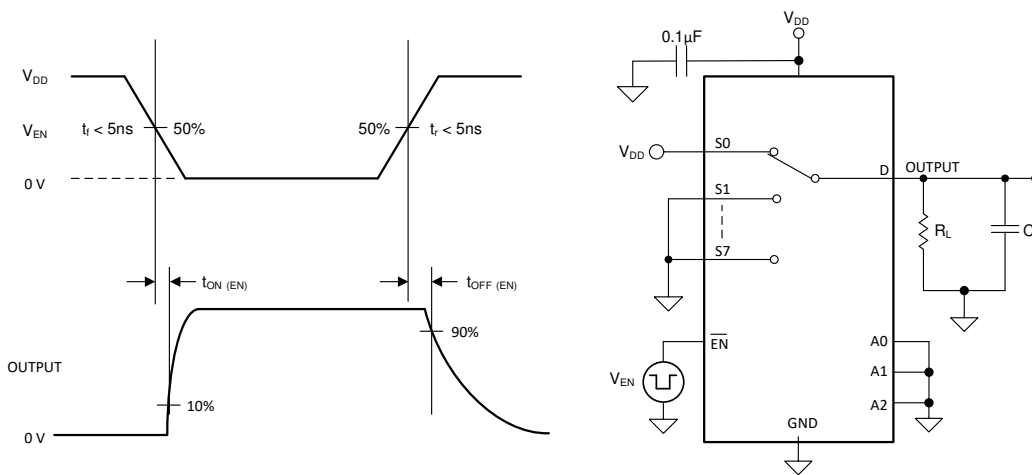 V_DD
V_EN
t_f < 5ns
50%
50%
t_r < 5ns
0 V
t_ON (EN)
t_OFF (EN)
OUTPUT
90%
10%
0 V
V_DD
0.1µF
V_DD
S0
S1
S7
D
OUTPUT
R_L
EN
V_EN
A0
A1
A2
GND